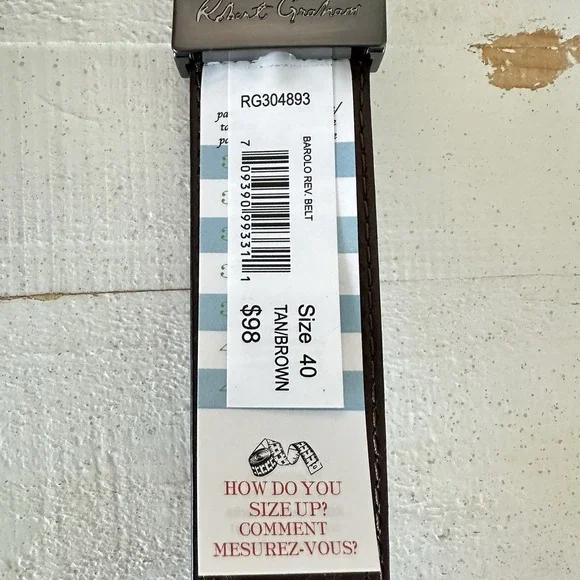 Robert Graham
RG304893
BAROLO REV. BELT
7 09390 99331 1
Size 40
TAN/BROWN
$98
HOW DO YOU
SIZE UP?
COMMENT
MESUREZ-VOUS?